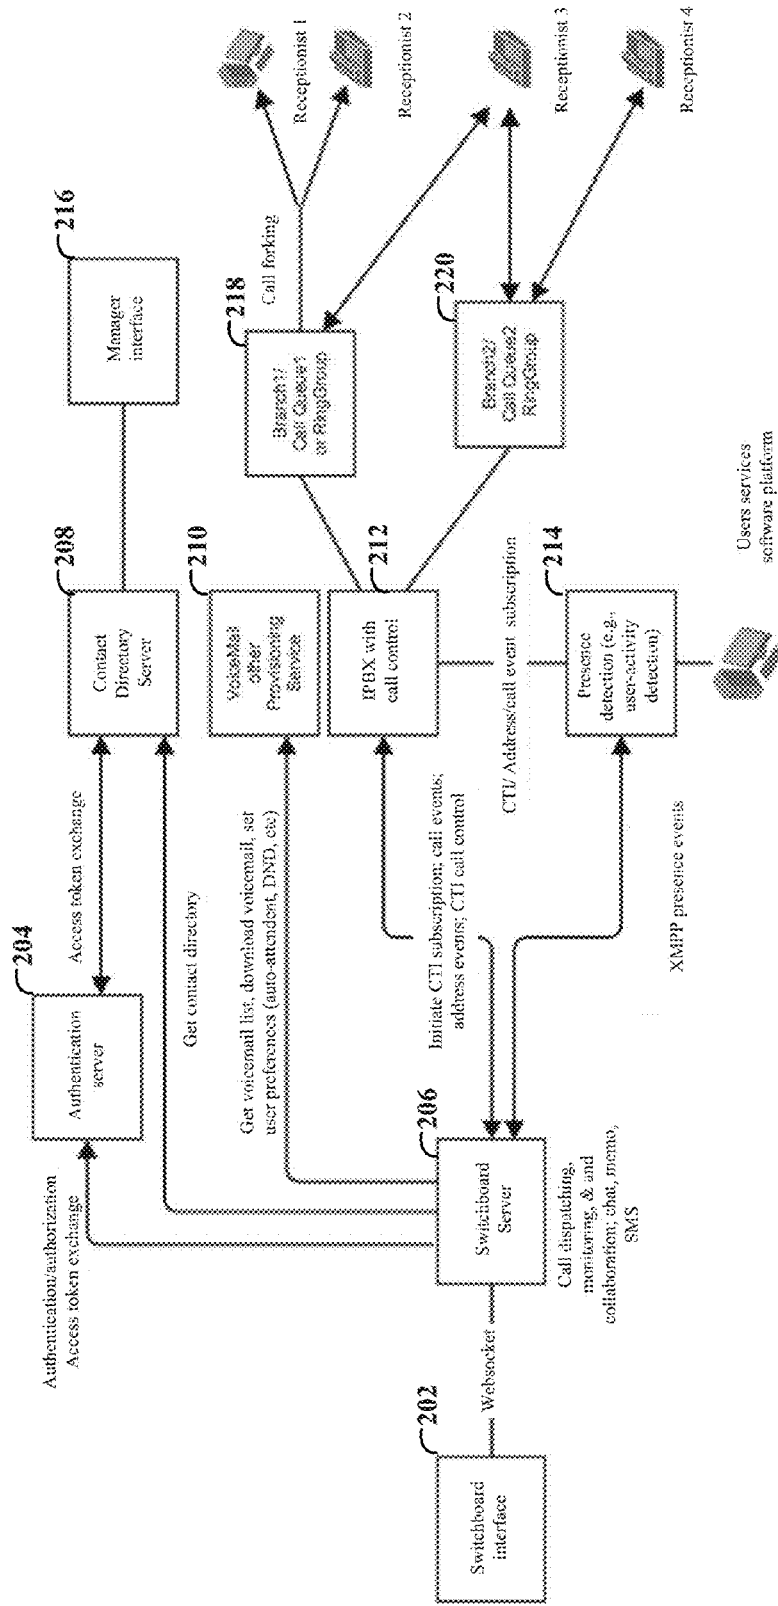 202
Switchboard
interface
Websocket
206
Switchboard
Server
Call dispatching,
monitoring, & and
collaboration; chat, memo,
SMS
Authentication/authorization
Access token exchange
204
Authentication
server
Access token exchange
Get contact directory
Get voicemail list, download voicemail, set
user preferences (auto-attendent, DND, etc)
Initiate CTI subscription; call events;
address events; CTI call control
XMPP presence events
208
Contact
Directory
Server
210
VoiceMail
other
Provisioning
Service
212
IPBX with
call control
CTI/ Address/call event subscription
214
Presence
detection (e.g.,
user-activity
detection)
Users services
software platform
216
Manager
interface
218
Branch1/
Call Queue1
or RingGroup
Call forking
220
Branch2/
Call Queue2
RingGroup
Receptionist 1
Receptionist 2
Receptionist 3
Receptionist 4